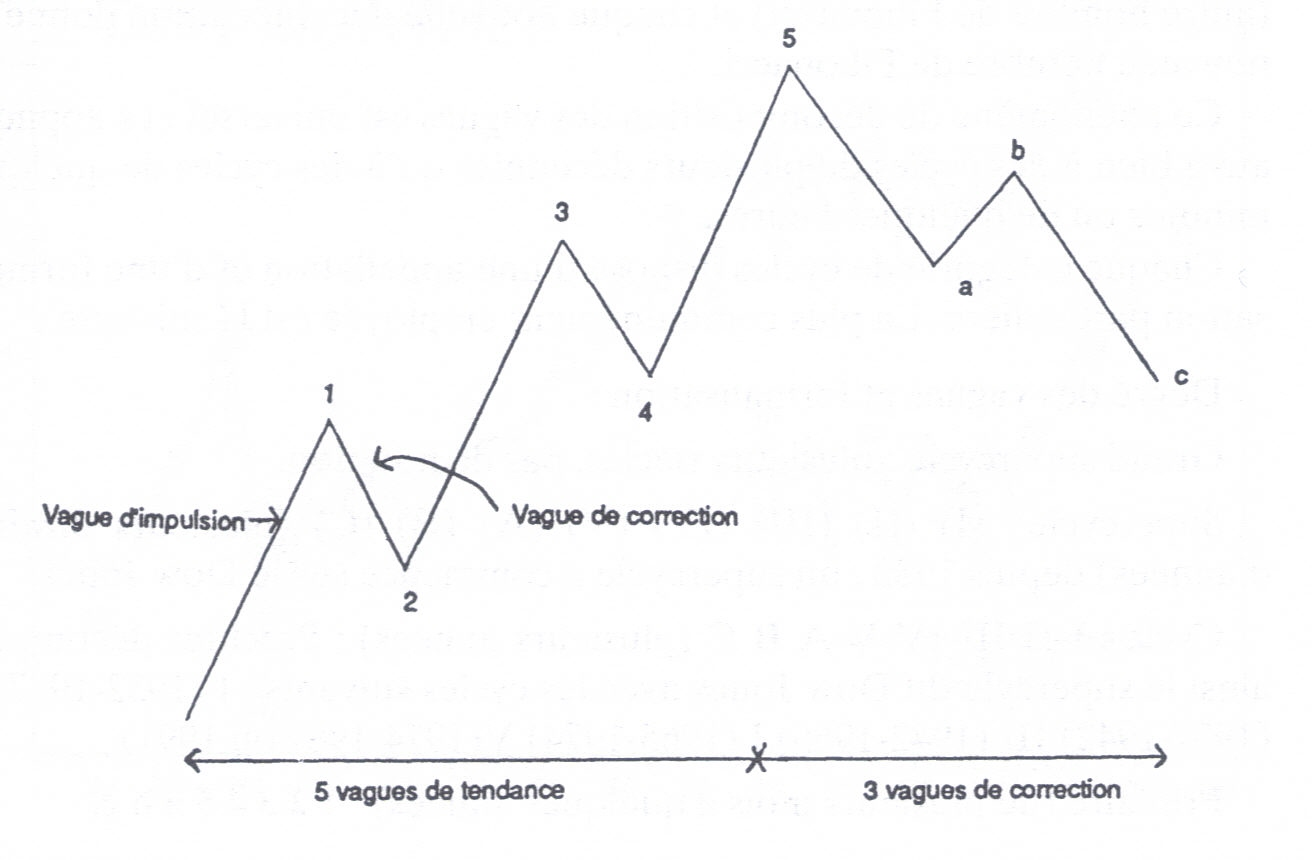 5
b
3
a
c
1
4
Vague d'impulsion
Vague de correction
2
5 vagues de tendance
3 vagues de correction